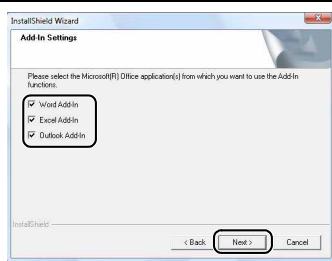 InstallShield Wizard
Add-In Settings
Please select the Microsoft(R) Office application(s) from which you want to use the Add-In
functions.
Word Add-In
Excel Add-In
Outlook Add-In
InstallShield
< Back Next > Cancel